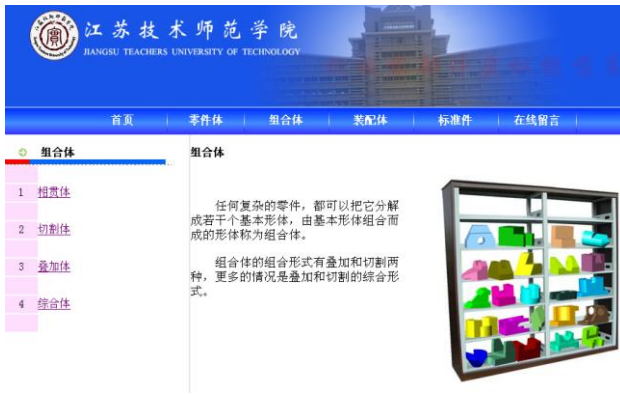 江苏技术师范学院
JIANGSU TEACHERS UNIVERSITY OF TECHNOLOGY
首页 零件体 组合体 装配体 标准件 在线留言
组合体
1 相贯体
2 切割体
3 叠加体
4 综合体
组合体
任何复杂的零件，都可以把它分解
成若干个基本形体，由基本形体组合而
成的形体称为组合体。
组合体的组合形式有叠加和切割两
种，更多的情况是叠加和切割的综合形
式。